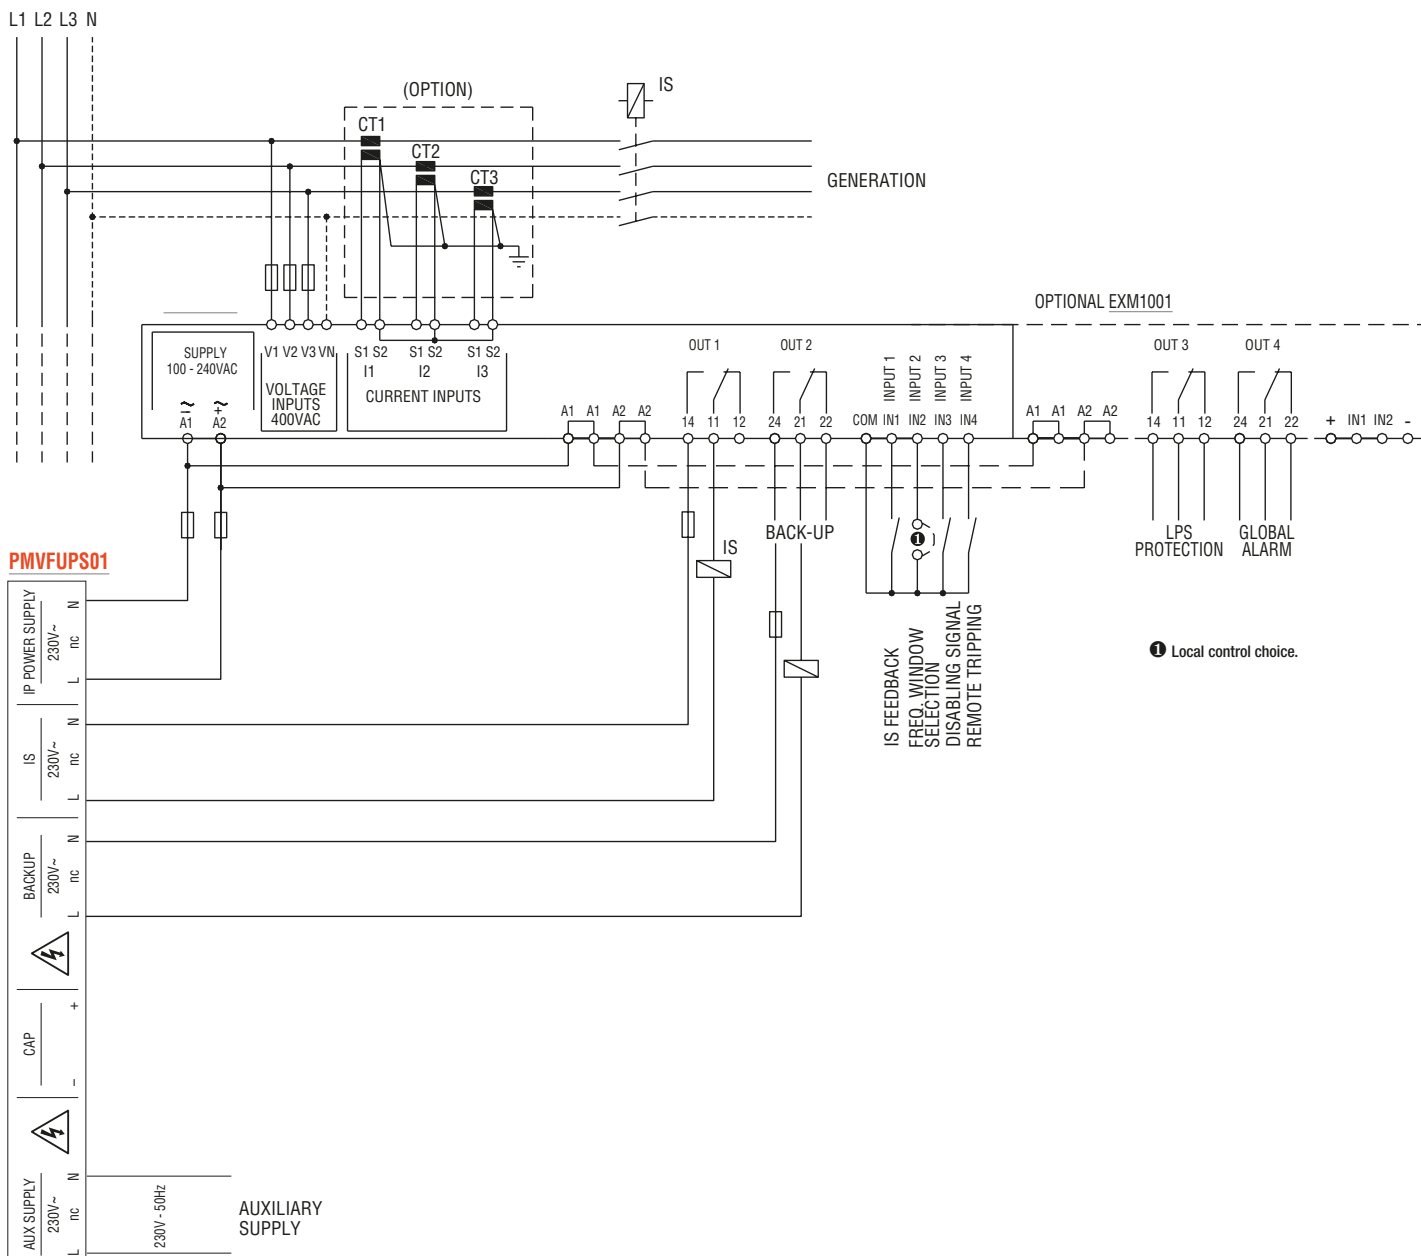 L1 L2 L3 N
(OPTION)
IS
CT1
CT2
CT3
GENERATION
OPTIONAL EXM1001
SUPPLY
100 - 240VAC
~
–
A1
~
+
A2
V1 V2 V3 VN
VOLTAGE
INPUTS
400VAC
S1 S2 S1 S2 S1 S2
I1 I2 I3
CURRENT INPUTS
A1 A1 A2 A2
OUT 1
14 11 12
OUT 2
24 21 22
INPUT 1
INPUT 2
INPUT 3
INPUT 4
COM IN1 IN2 IN3 IN4
A1 A1 A2 A2
OUT 3
14 11 12
OUT 4
24 21 22
+ IN1 IN2 -
IS
BACK-UP
❶
LPS
PROTECTION
GLOBAL
ALARM
IS FEEDBACK
FREQ. WINDOW
SELECTION
DISABLING SIGNAL
REMOTE TRIPPING
❶ Local control choice.
PMVFUPS01
IP POWER SUPPLY
230V~
L nc N
IS
230V~
L nc N
BACKUP
230V~
L nc N
CAP
– +
AUX SUPPLY
230V~
L nc N
230V - 50Hz
AUXILIARY
SUPPLY